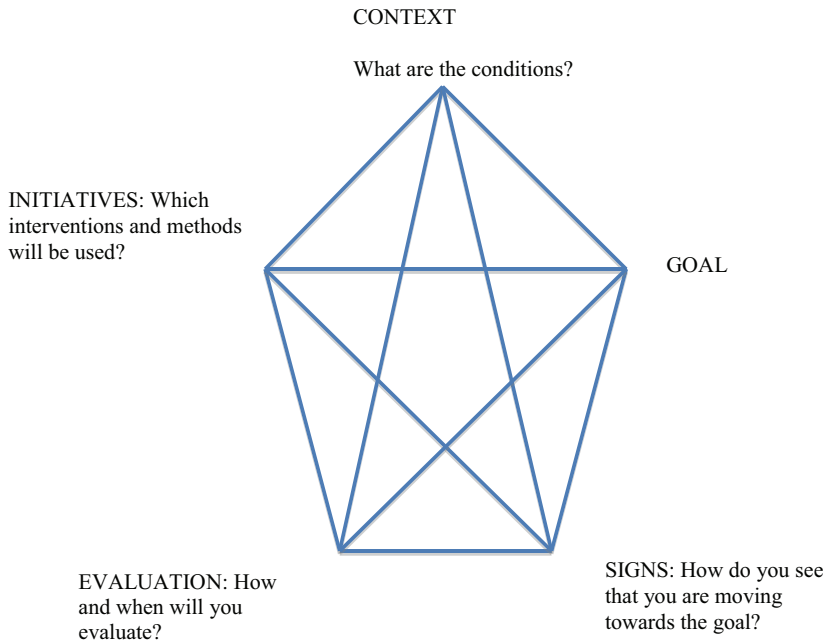 CONTEXT
What are the conditions?
INITIATIVES: Which
interventions and methods
will be used?
GOAL
EVALUATION: How
and when will you
evaluate?
SIGNS: How do you see
that you are moving
towards the goal?